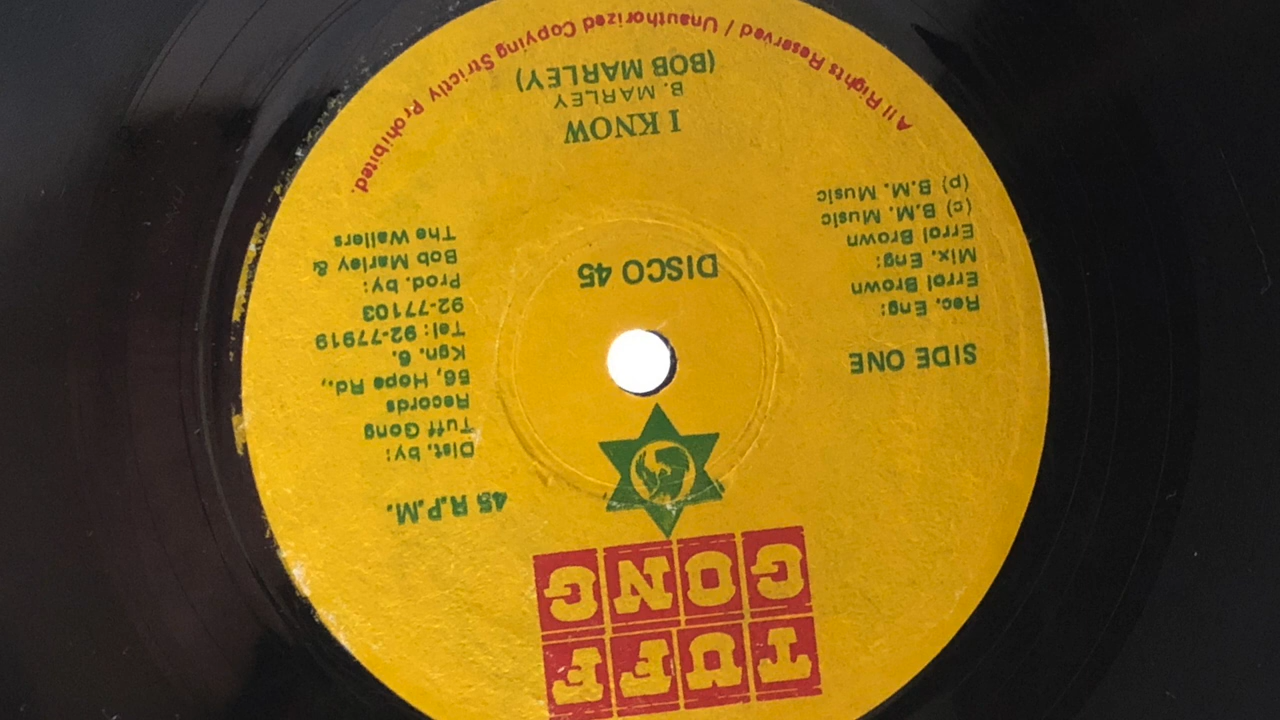 TUFF
GONG
45 R.P.M.
Dist. by:
Tuff Gong
Records
56, Hope Rd.,
Kgn. 6.
Tel: 92-77919
92-77103
Prod. by:
Bob Marley &
The Wailers
SIDE ONE
Rec. Eng:
Errol Brown
Mix. Eng:
Errol Brown
(c) B.M. Music
(p) B.M. Music
DISCO 45
I KNOW
B. MARLEY
(BOB MARLEY)
All Rights Reserved / Unauthorized Copying Strictly Prohibited.